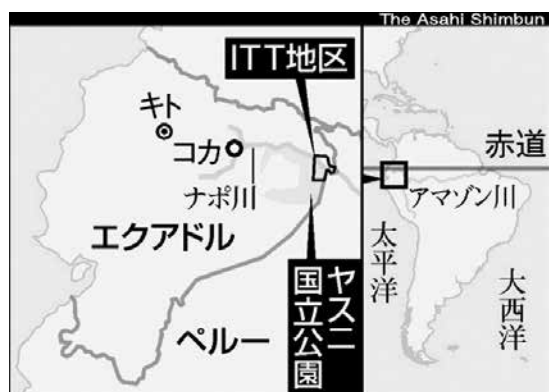 The Asahi Shimbun
ITT地区
キト
コカ
ナポ川
エクアドル
ヤスニ
国立公園
ペルー
赤道
アマゾン川
太平洋
大西洋